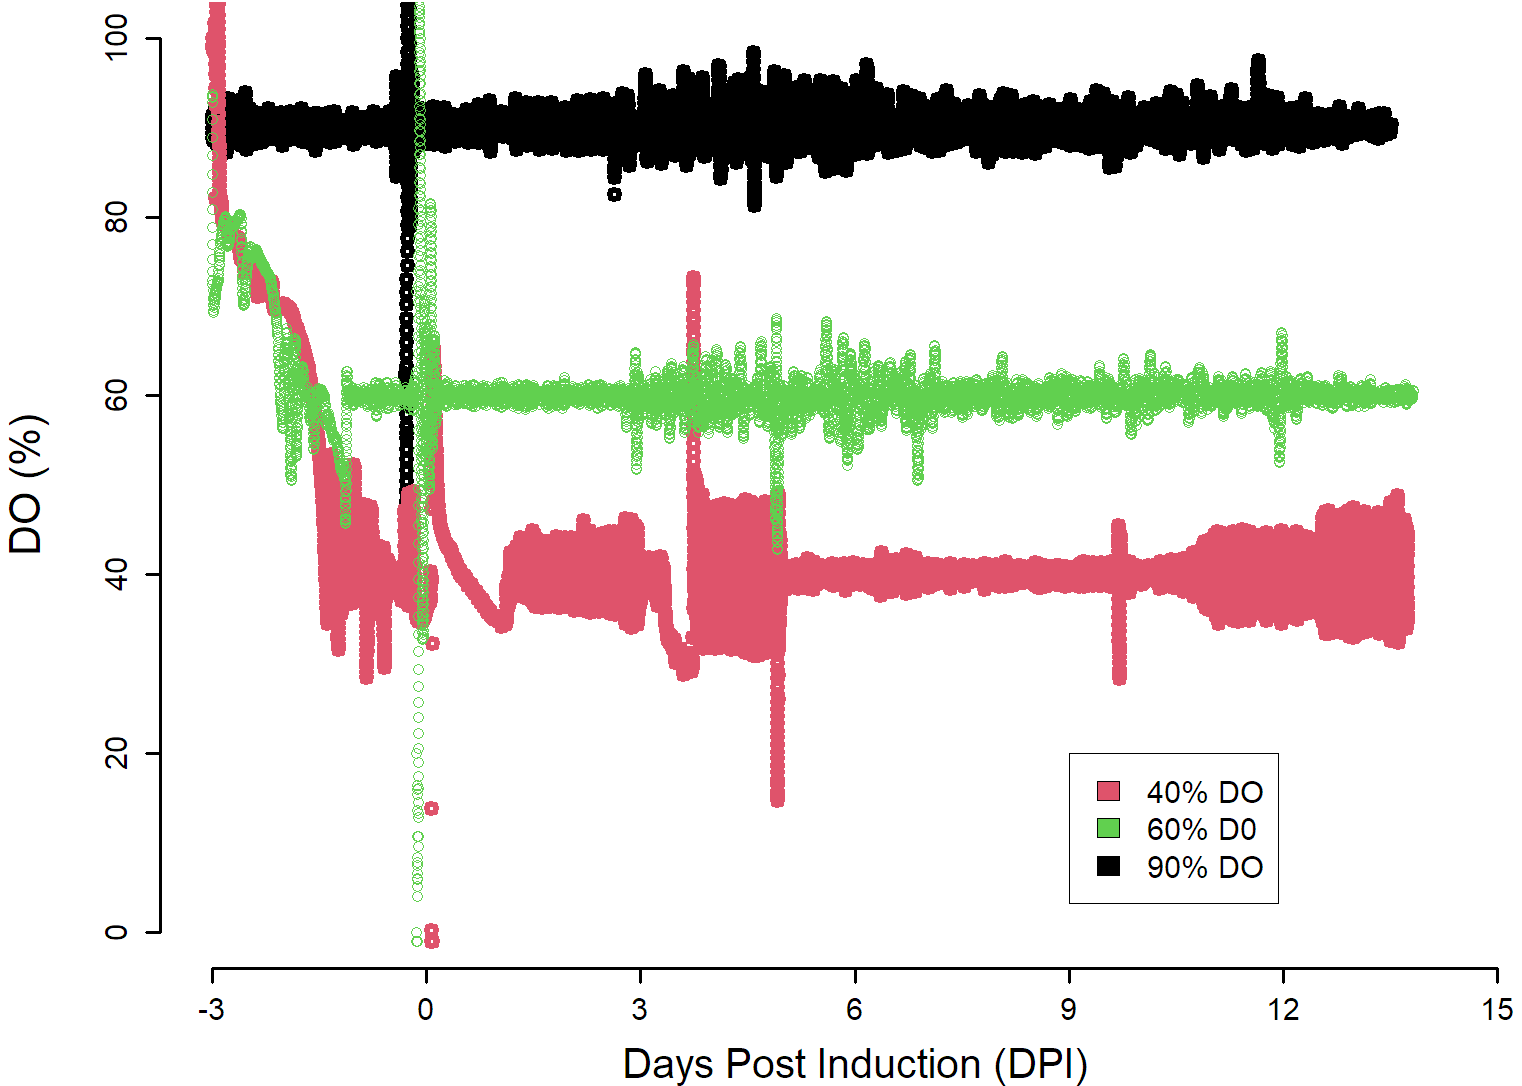 DO (%)
100
80
60
40
20
0
-3 0 3 6 9 12 15
Days Post Induction (DPI)
40% DO
60% D0
90% DO